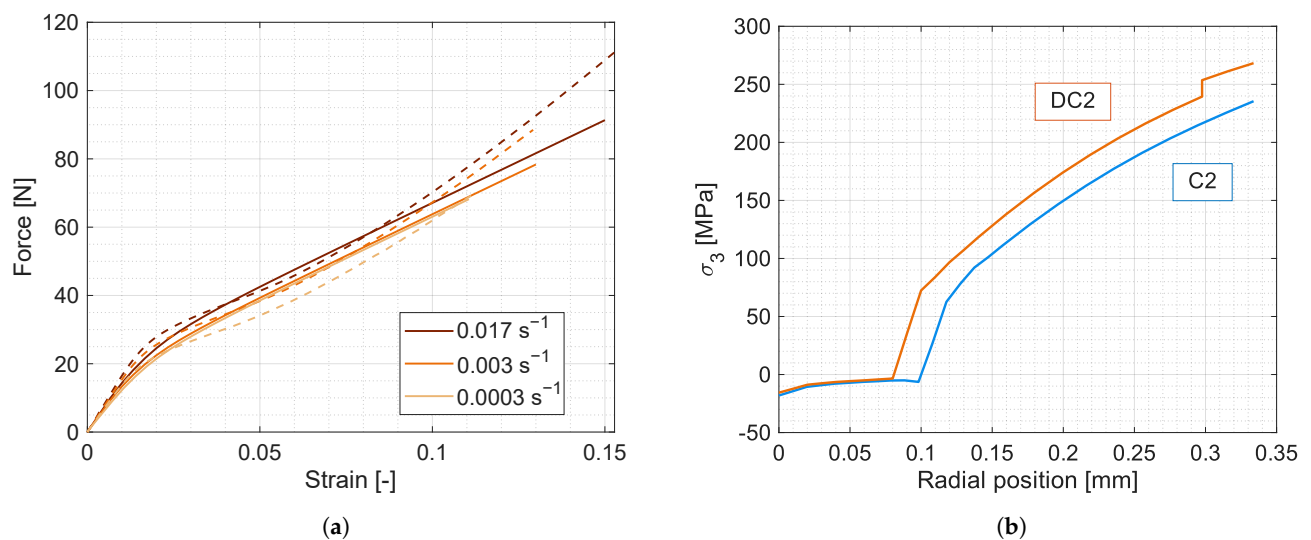 120
100
80
60
40
20
0
0 0.05 0.1 0.15
Force [N]
Strain [-]
0.017 s⁻¹
0.003 s⁻¹
0.0003 s⁻¹
(a)
300
250
200
150
100
50
0
-50
0 0.05 0.1 0.15 0.2 0.25 0.3 0.35
σ₃ [MPa]
Radial position [mm]
DC2
C2
(b)